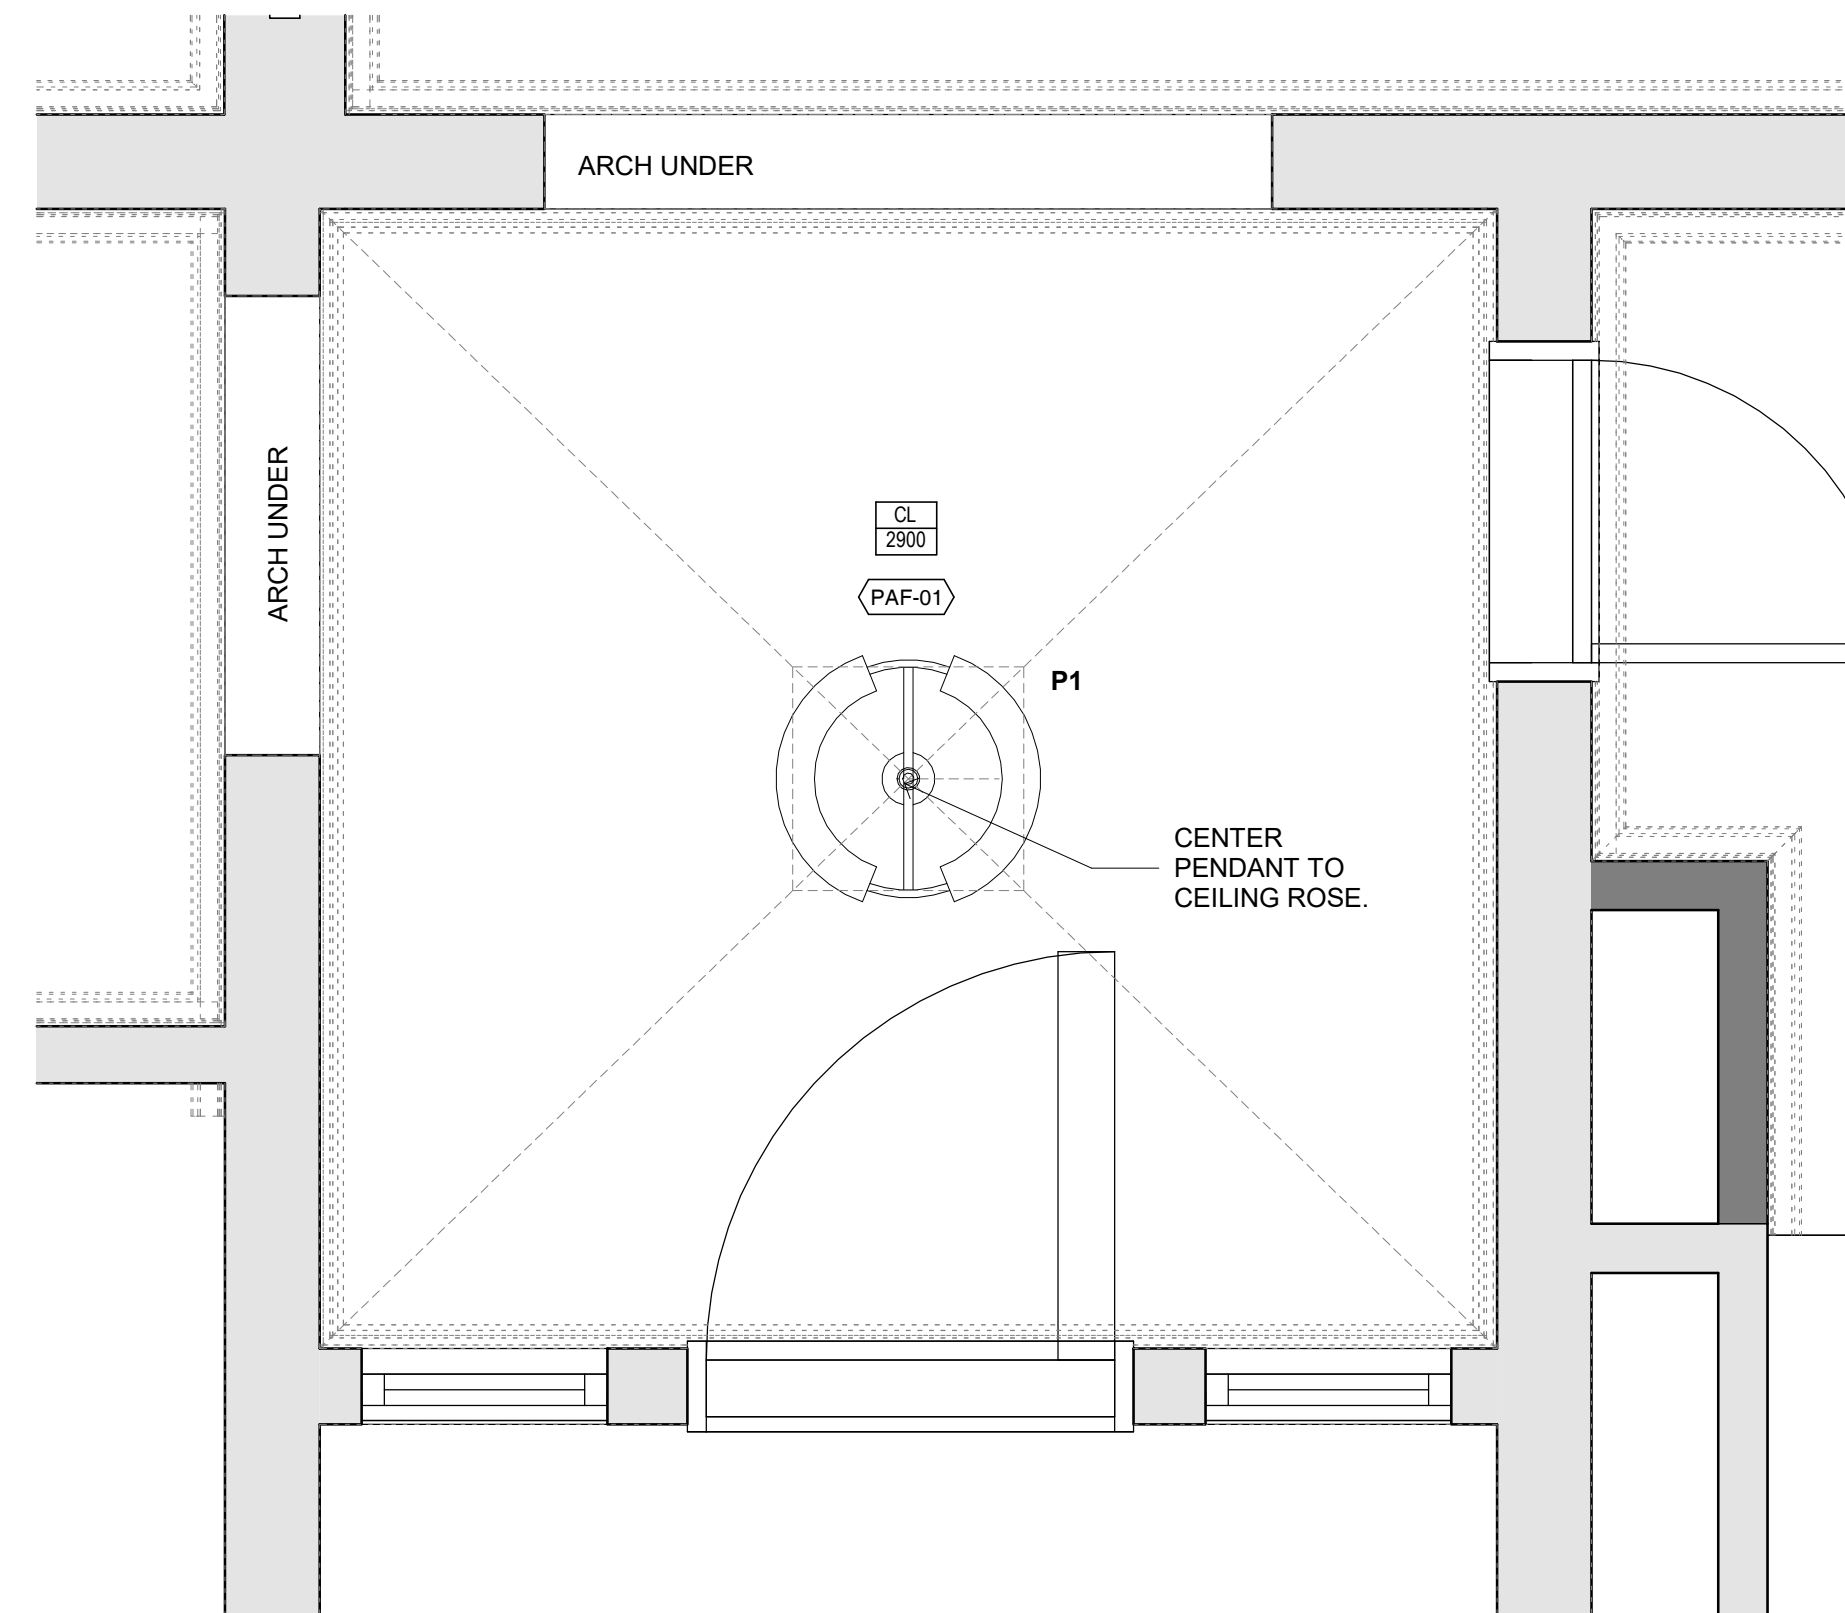 ARCH UNDER
ARCH UNDER
CL
2900
PAF-01
P1
CENTER
PENDANT TO
CEILING ROSE.